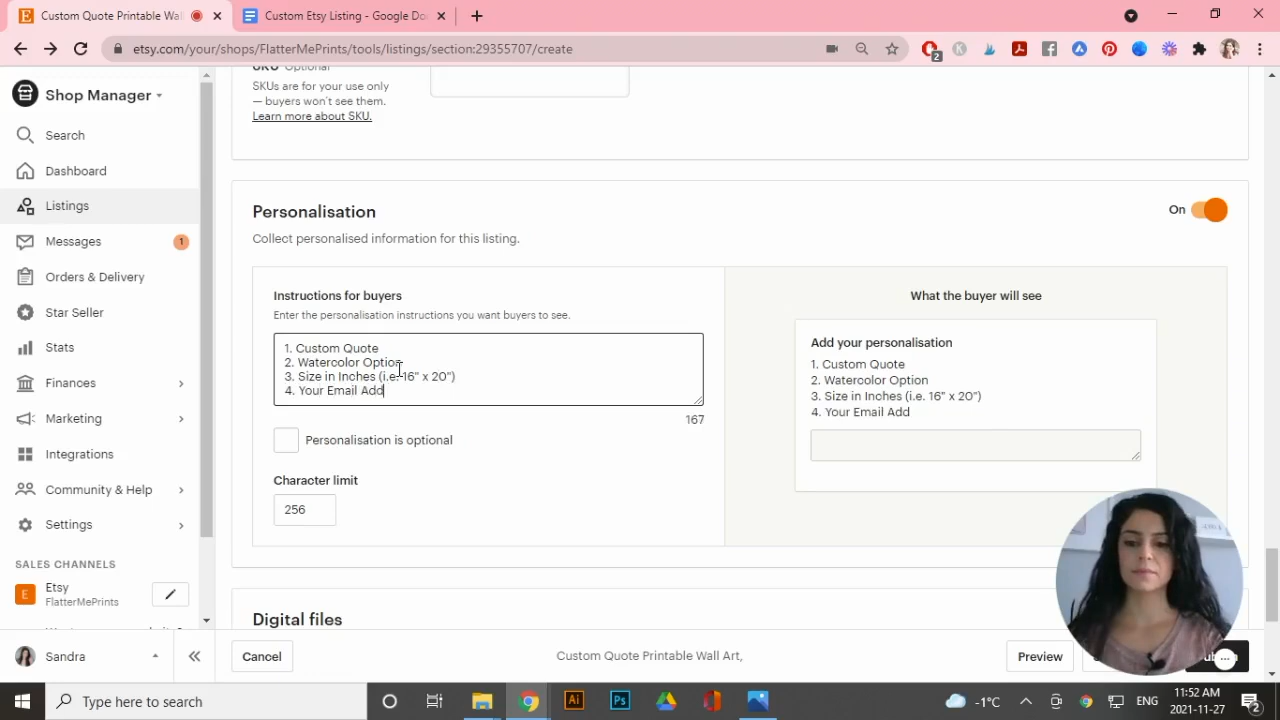 Custom Quote Printable Wal
Custom Etsy Listing - Google Do
etsy.com/your/shops/FlatterMePrints/tools/listings/section:29355707/create
2
Shop Manager
Search
Dashboard
Listings
Messages
1
Orders & Delivery
Star Seller
Stats
Finances
Marketing
Integrations
Community & Help
Settings
SALES CHANNELS
E
Etsy
FlatterMePrints
Sandra
SKU Optional
SKUs are for your use only
— buyers won't see them.
Learn more about SKU.
Personalisation
On
Collect personalised information for this listing.
Instructions for buyers
Enter the personalisation instructions you want buyers to see.
1. Custom Quote
2. Watercolor Option
3. Size in Inches (i.e. 16" x 20")
4. Your Email Add
167
Personalisation is optional
Character limit
256
What the buyer will see
Add your personalisation
1. Custom Quote
2. Watercolor Option
3. Size in Inches (i.e. 16" x 20")
4. Your Email Add
Digital files
Cancel
Custom Quote Printable Wall Art,
Preview
Type here to search
Ai
Ps
-1°C
ENG
11:52 AM
2021-11-27
2